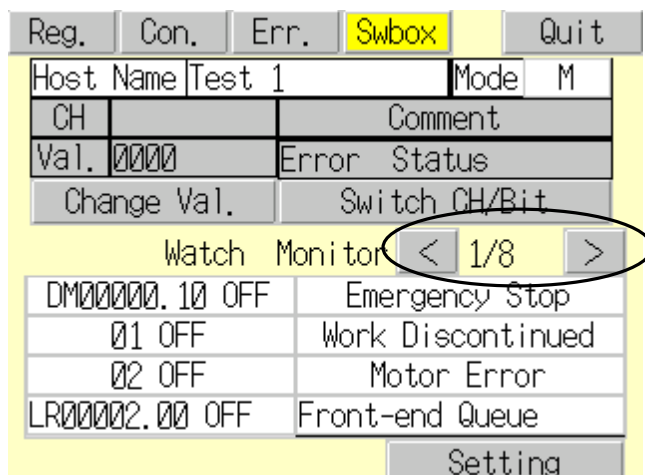 Reg. Con. Err. Swbox Quit
Host Name Test 1 Mode M
CH Comment
Val. 0000 Error Status
Change Val. Switch CH/Bit
Watch Monitor < 1/8 >
DM00000.10 OFF Emergency Stop
01 OFF Work Discontinued
02 OFF Motor Error
LR00002.00 OFF Front-end Queue
Setting